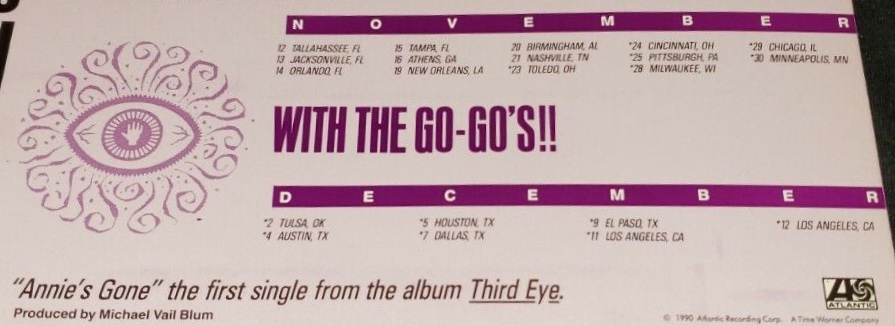 NOVEMBER
12 TALLAHASSEE, FL
13 JACKSONVILLE, FL
14 ORLANDO, FL
15 TAMPA, FL
16 ATHENS, GA
19 NEW ORLEANS, LA
20 BIRMINGHAM, AL
21 NASHVILLE, TN
*23 TOLEDO, OH
*24 CINCINNATI, OH
*25 PITTSBURGH, PA
*28 MILWAUKEE, WI
*29 CHICAGO, IL
*30 MINNEAPOLIS, MN
WITH THE GO-GO'S!!
DECEMBER
*2 TULSA, OK
*4 AUSTIN, TX
*5 HOUSTON, TX
*7 DALLAS, TX
*9 EL PASO, TX
*11 LOS ANGELES, CA
*12 LOS ANGELES, CA
"Annie's Gone" the first single from the album Third Eye.
Produced by Michael Vail Blum
ATLANTIC
© 1990 Atlantic Recording Corp. A Time Warner Company